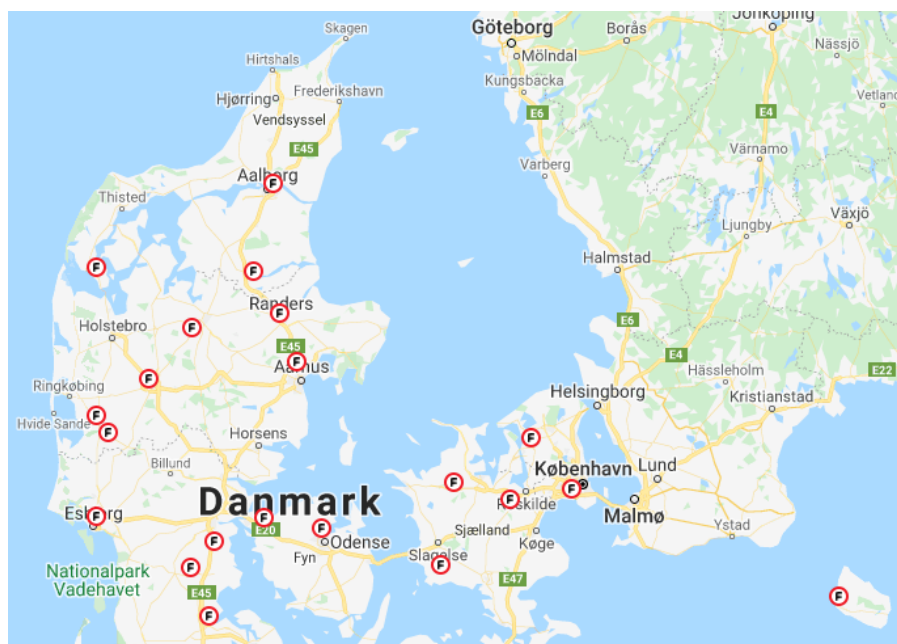 Skagen
Göteborg
Borås
Jönköping
Hirtshals
Mölndal
Nässjö
Kungsbacka
Frederikshavn
Hjørring
Vetland
Vendsyssel
E6
E4
E45
Värnamo
Varberg
Aalborg
Thisted
Växjö
Ljungby
Halmstad
F
F
F
Randers
F
E6
F
Holstebro
E45
E4
F
Aarhus
Hässleholm
E22
F
Ringkøbing
Helsingborg
Kristianstad
F
Hvide Sande
F
Horsens
F
Billund
København
Lund
F
F
Danmark
F
Roskilde
Malmø
Esbjerg
F
F
F
E20
Sjælland
Ystad
Odense
Køge
F
Fyn
Slagelse
Nationalpark
Vadehavet
F
F
E47
E45
F
F